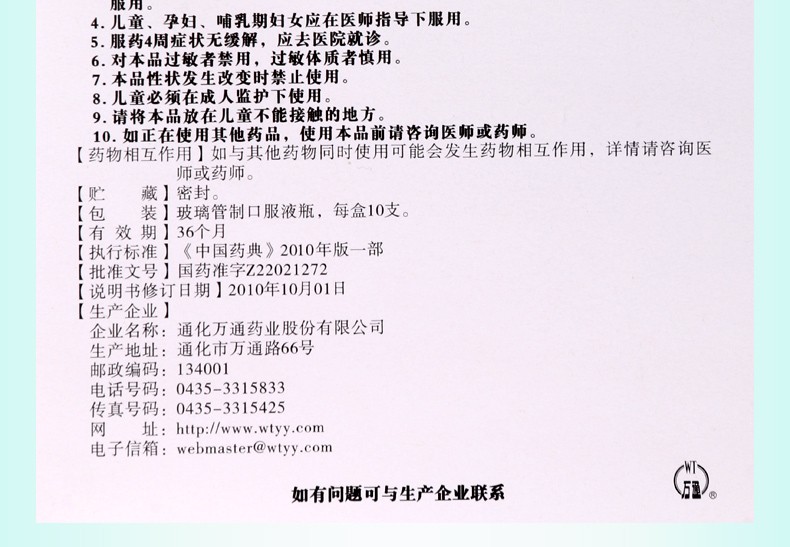 服用。
4. 儿童、孕妇、哺乳期妇女应在医师指导下服用。
5. 服药4周症状无缓解，应去医院就诊。
6. 对本品过敏者禁用，过敏体质者慎用。
7. 本品性状发生改变时禁止使用。
8. 儿童必须在成人监护下使用。
9. 请将本品放在儿童不能接触的地方。
10. 如正在使用其他药品，使用本品前请咨询医师或药师。
【药物相互作用】如与其他药物同时使用可能会发生药物相互作用，详情请咨询医
师或药师。
【贮 藏】密封。
【包 装】玻璃管制口服液瓶，每盒10支。
【有 效 期】36个月
【执行标准】《中国药典》2010年版一部
【批准文号】国药准字Z22021272
【说明书修订日期】2010年10月01日
【生产企业】
企业名称：通化万通药业股份有限公司
生产地址：通化市万通路66号
邮政编码：134001
电话号码：0435-3315833
传真号码：0435-3315425
网 址：http://www.wtyy.com
电子信箱：webmaster@wtyy.com
如有问题可与生产企业联系
WT
万通®